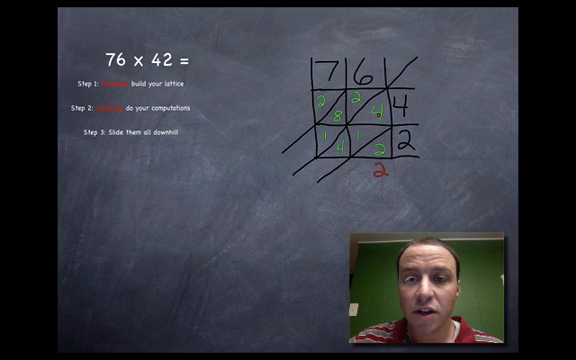 76 x 42 =
Step 1: build your lattice
Step 2: do your computations
Step 3: Slide them all downhill
7 6
2 8 2 4 4
1 4 1 2 2
2